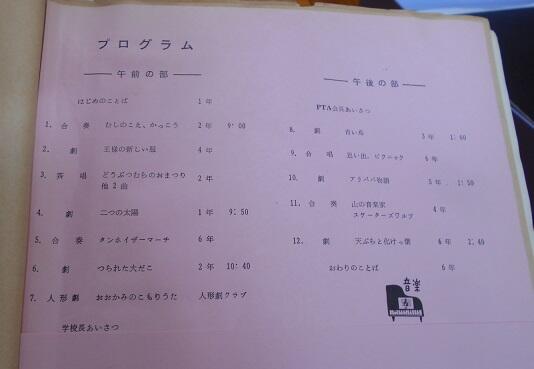 プログラム
午前の部
はじめのことば 1年
1. 合奏 むしのこえ、かっこう 2年 9:00
2. 劇 王様の新しい服 4年
3. 斉唱 どうぶつむらのおまつり 2年
他2曲
4. 劇 二つの太陽 1年 9:50
5. 合奏 タンホイザーマーチ 6年
6. 劇 つられた大だこ 2年 10:40
7. 人形劇 おおかみのこもりうた 人形劇クラブ
学校長あいさつ
午後の部
PTA会長あいさつ
8. 劇 青い鳥 3年
9. 合唱 思い出、ピクニック 6年
10. 劇 アリババ物語 5年 1:50
11. 合奏 山の音楽家 4年
スケーターズワルツ
12. 劇 天ぷらと化けっ葉 6年
おわりのことば 6年
音楽